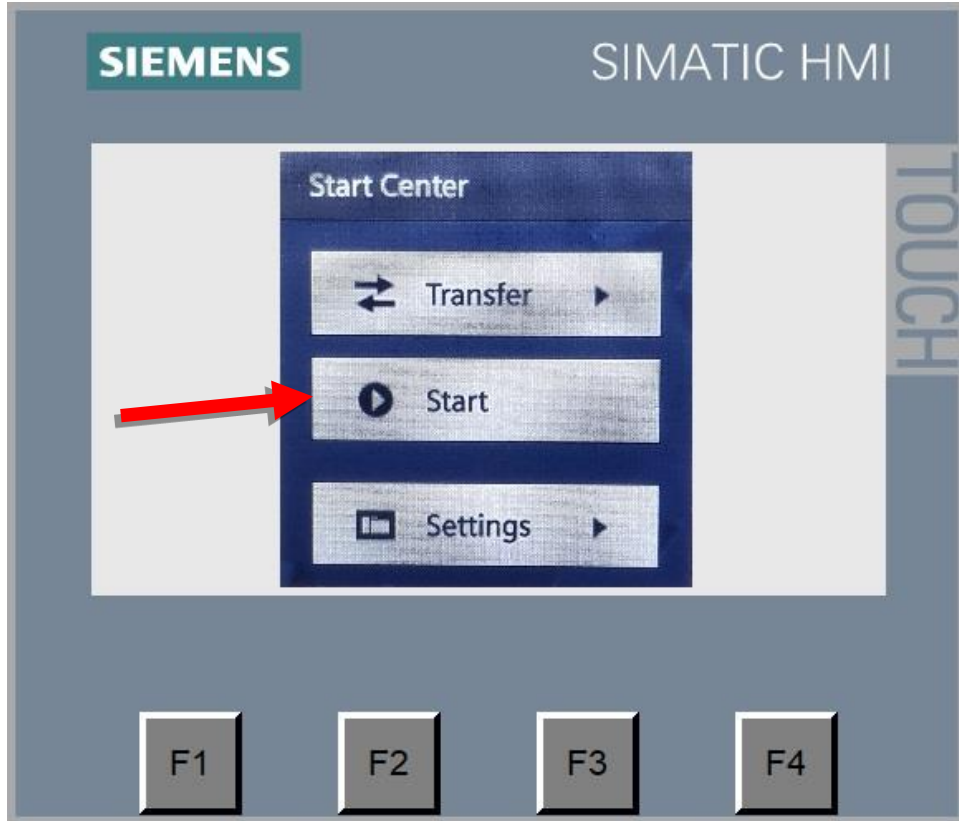 SIEMENS
SIMATIC HMI
TOUCH
Start Center
Transfer
Start
Settings
F1
F2
F3
F4